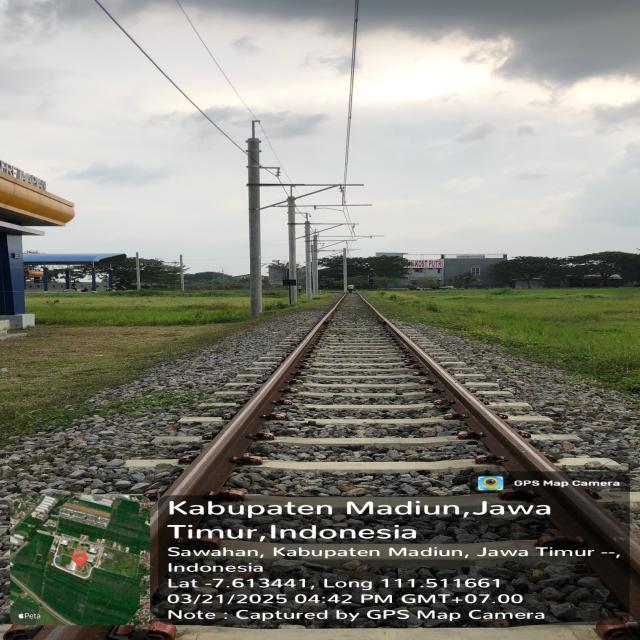 KOST PUTRI
GPS Map Camera
Kabupaten Madiun,Jawa
Timur,Indonesia
Sawahan, Kabupaten Madiun, Jawa Timur --,
Indonesia
Lat -7.613441, Long 111.511661
03/21/2025 04:42 PM GMT+07.00
Note : Captured by GPS Map Camera
Peta